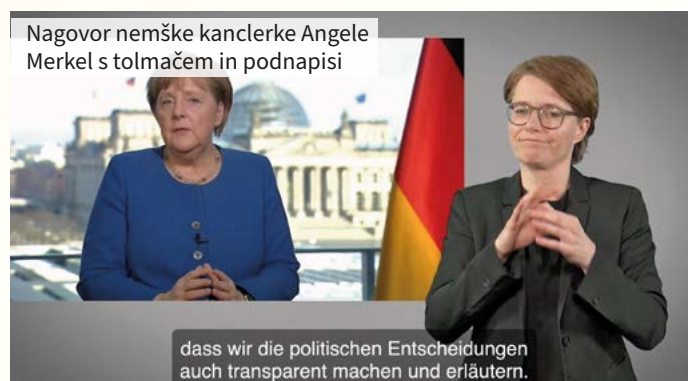 Nagovor nemške kanclerke Angele
Merkel s tolmačem in podnapisi
dass wir die politischen Entscheidungen
auch transparent machen und erläutern.